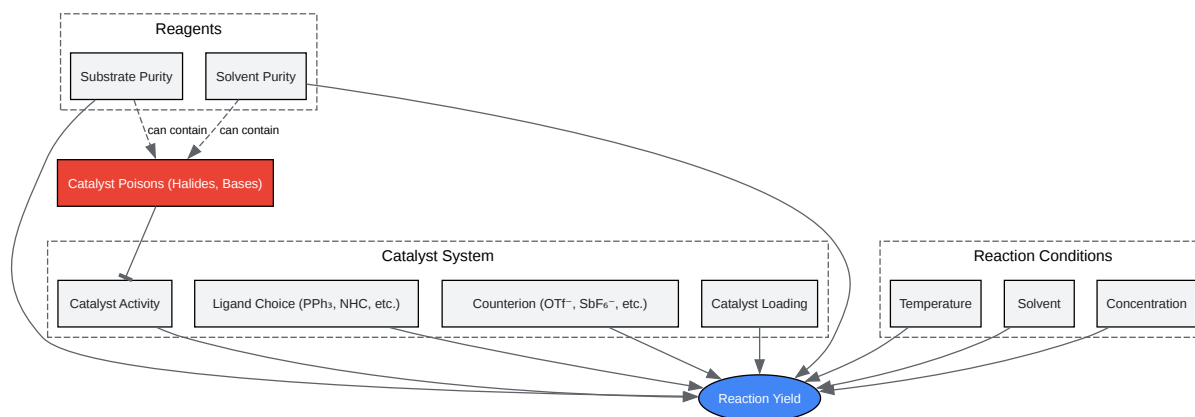 Reagents
Substrate Purity
Solvent Purity
can contain
can contain
Catalyst Poisons (Halides, Bases)
Catalyst System
Reaction Conditions
Catalyst Activity
Ligand Choice (PPh₃, NHC, etc.)
Counterion (OTf⁻, SbF₆⁻, etc.)
Catalyst Loading
Temperature
Solvent
Concentration
Reaction Yield